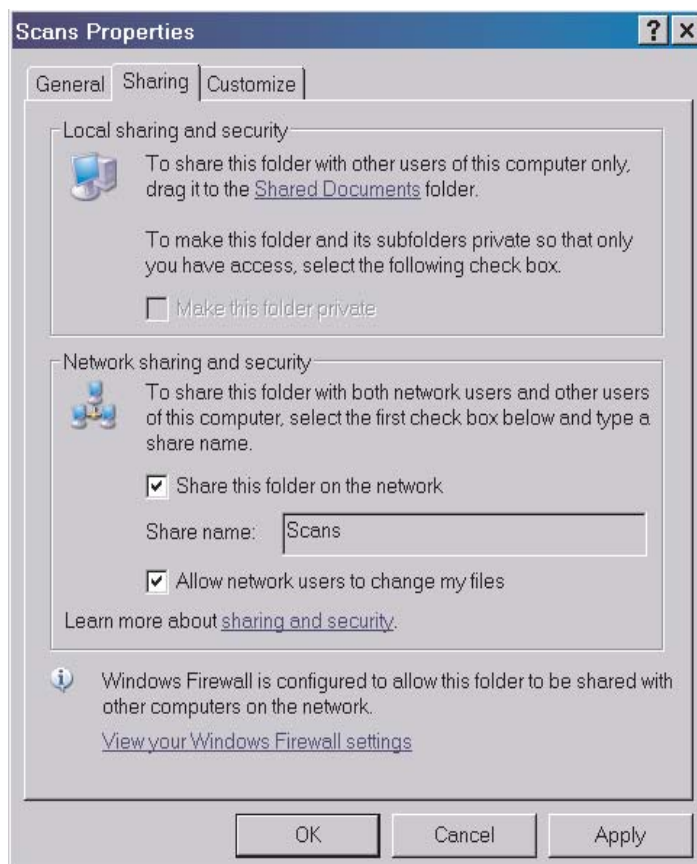 Scans Properties
? X
General Sharing Customize
Local sharing and security
To share this folder with other users of this computer only,
drag it to the Shared Documents folder.
To make this folder and its subfolders private so that only
you have access, select the following check box.
Make this folder private
Network sharing and security
To share this folder with both network users and other users
of this computer, select the first check box below and type a
share name.
Share this folder on the network
Share name: Scans
Allow network users to change my files
Learn more about sharing and security.
Windows Firewall is configured to allow this folder to be shared with
other computers on the network.
View your Windows Firewall settings
OK Cancel Apply